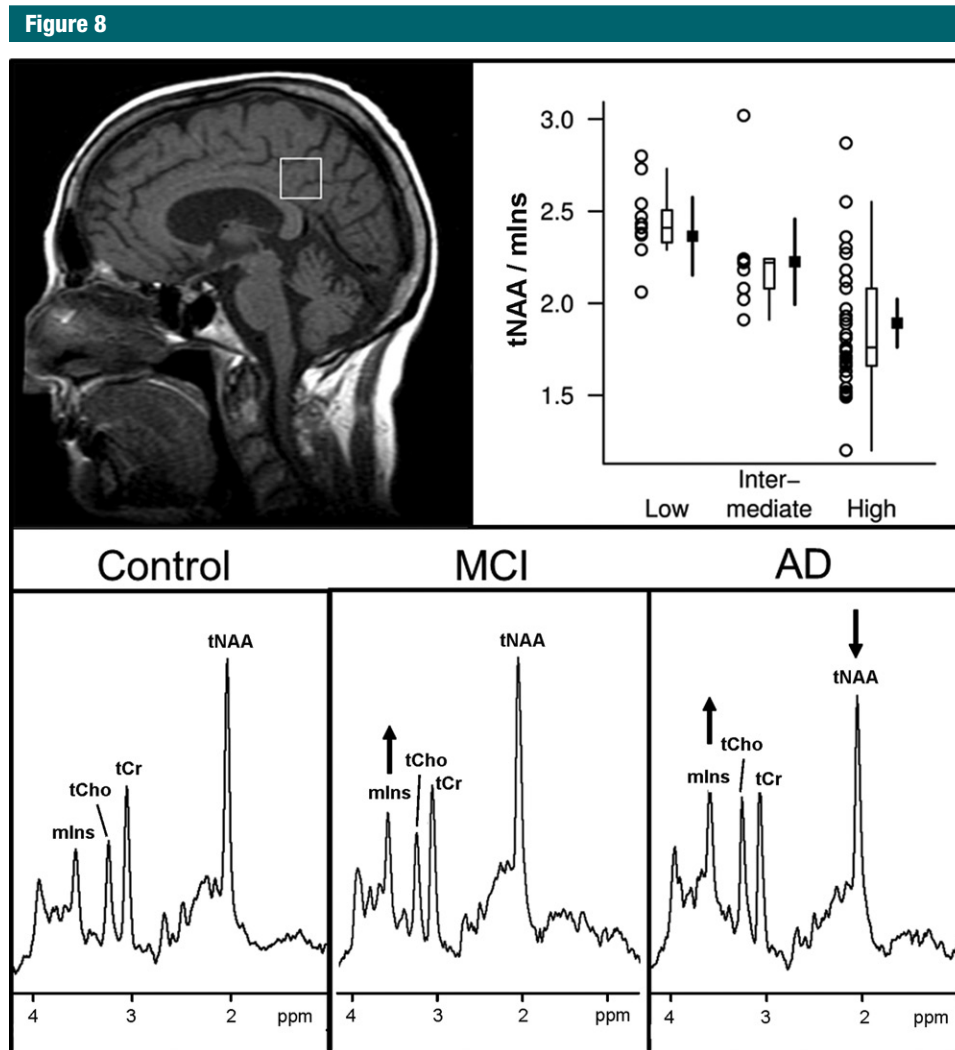 Figure 8
tNAA / mIns
3.0
2.5
2.0
1.5
Low
Inter-
mediate
High
Control
tNAA
tCr
tCho
mIns
4 3 2 ppm
MCI
tNAA
tCho
mIns tCr
4 3 2 ppm
AD
tNAA
tCho
mIns tCr
4 3 2 ppm